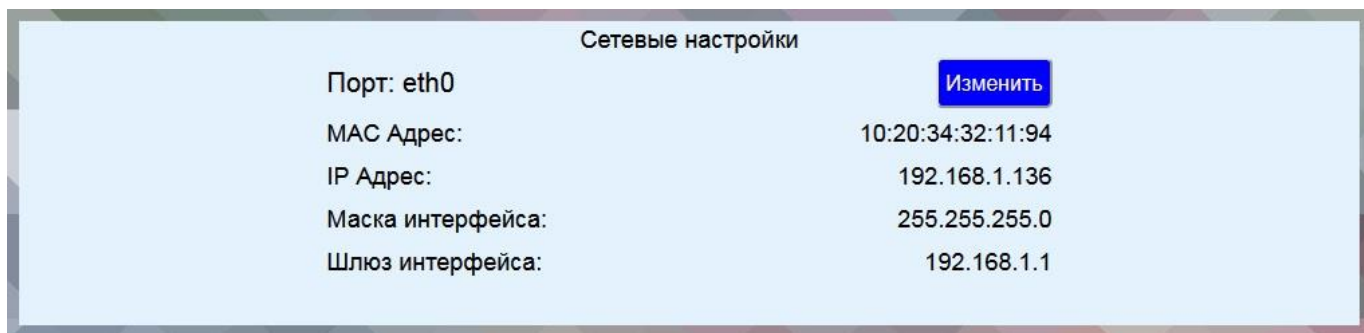 Сетевые настройки
Порт: eth0 Изменить
MAC Адрес: 10:20:34:32:11:94
IP Адрес: 192.168.1.136
Маска интерфейса: 255.255.255.0
Шлюз интерфейса: 192.168.1.1